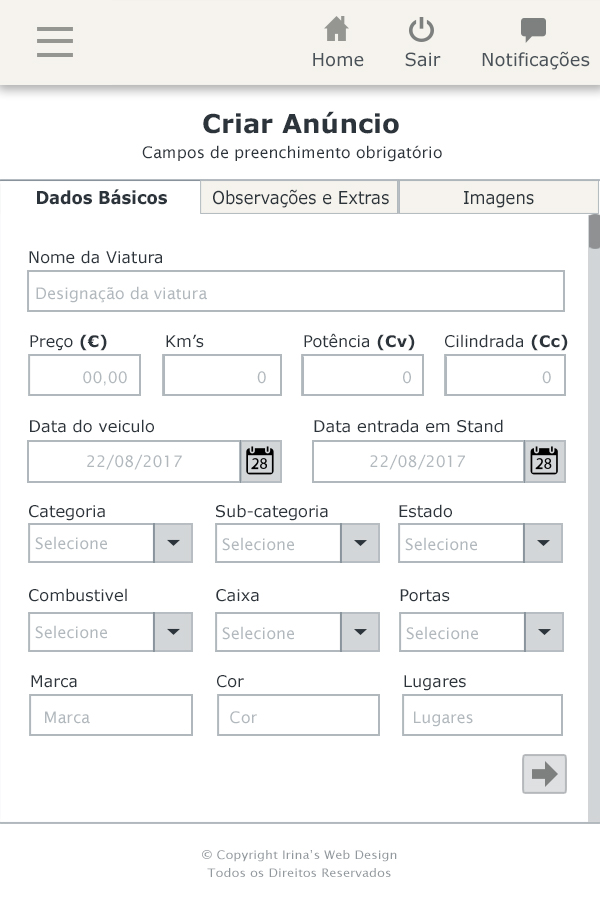 Home Sair Notificações
Criar Anúncio
Campos de preenchimento obrigatório
Dados Básicos Observações e Extras Imagens
Nome da Viatura
Designação da viatura
Preço (€) Km’s Potência (Cv) Cilindrada (Cc)
00,00 0 0 0
Data do veiculo Data entrada em Stand
22/08/2017 28 22/08/2017 28
Categoria Sub-categoria Estado
Selecione Selecione Selecione
Combustivel Caixa Portas
Selecione Selecione Selecione
Marca Cor Lugares
Marca Cor Lugares
© Copyright Irina’s Web Design
Todos os Direitos Reservados